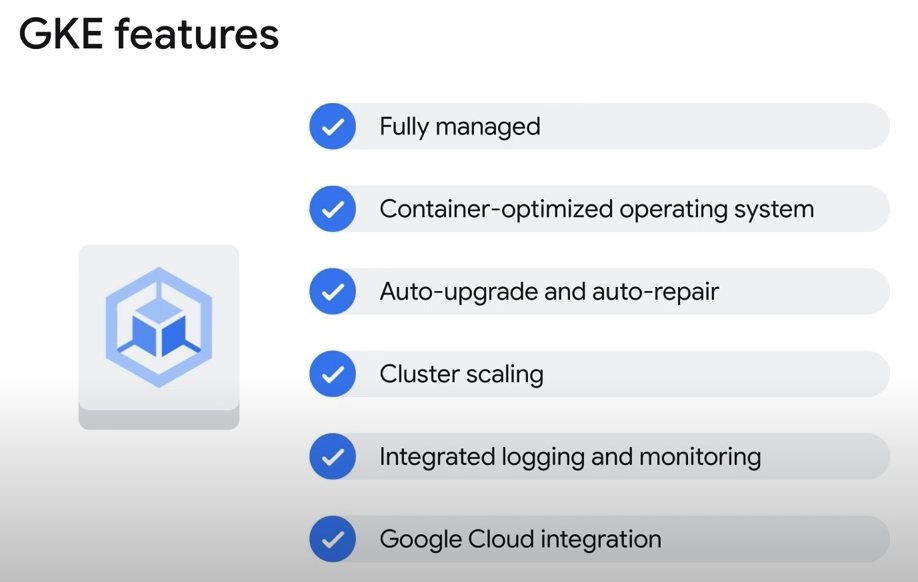 GKE features
Fully managed
Container-optimized operating system
Auto-upgrade and auto-repair
Cluster scaling
Integrated logging and monitoring
Google Cloud integration